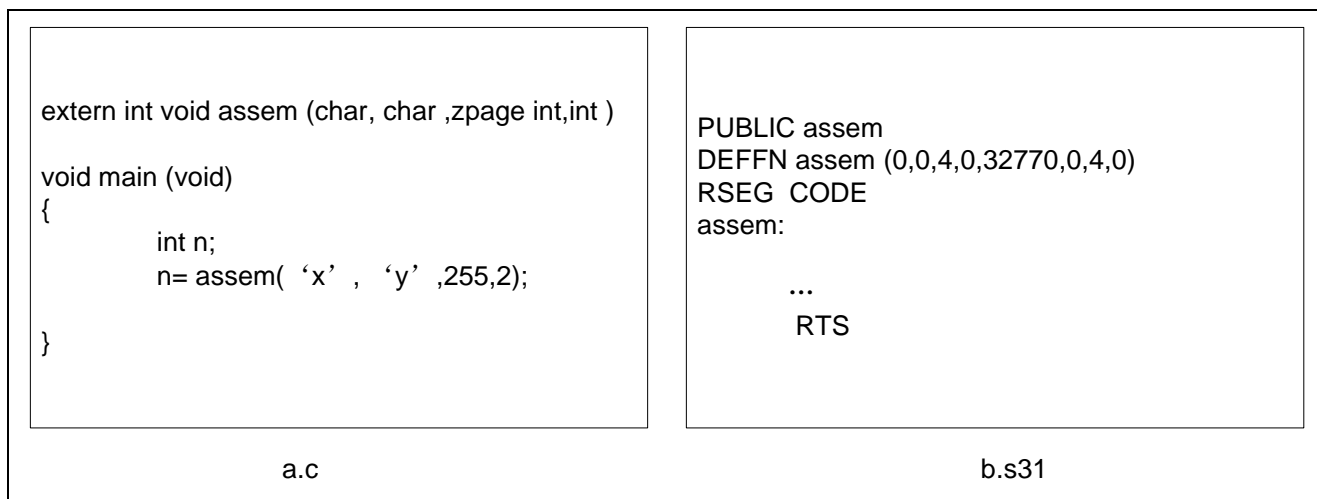 extern int void assem (char, char ,zpage int,int )
void main (void)
{
int n;
n= assem( ‘x’ , ‘y’ ,255,2);
}
a.c
PUBLIC assem
DEFFN assem (0,0,4,0,32770,0,4,0)
RSEG CODE
assem:
...
RTS
b.s31